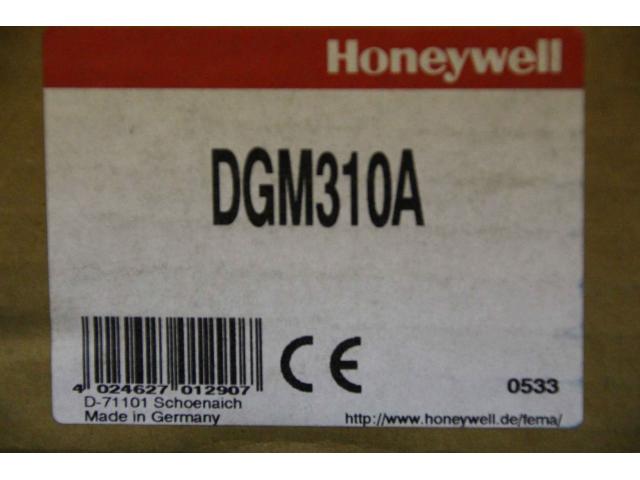 Honeywell
DGM310A
4 024627 012907
CE
0533
D-71101 Schoenaich
Made in Germany
http://www.honeywell.de/fema/